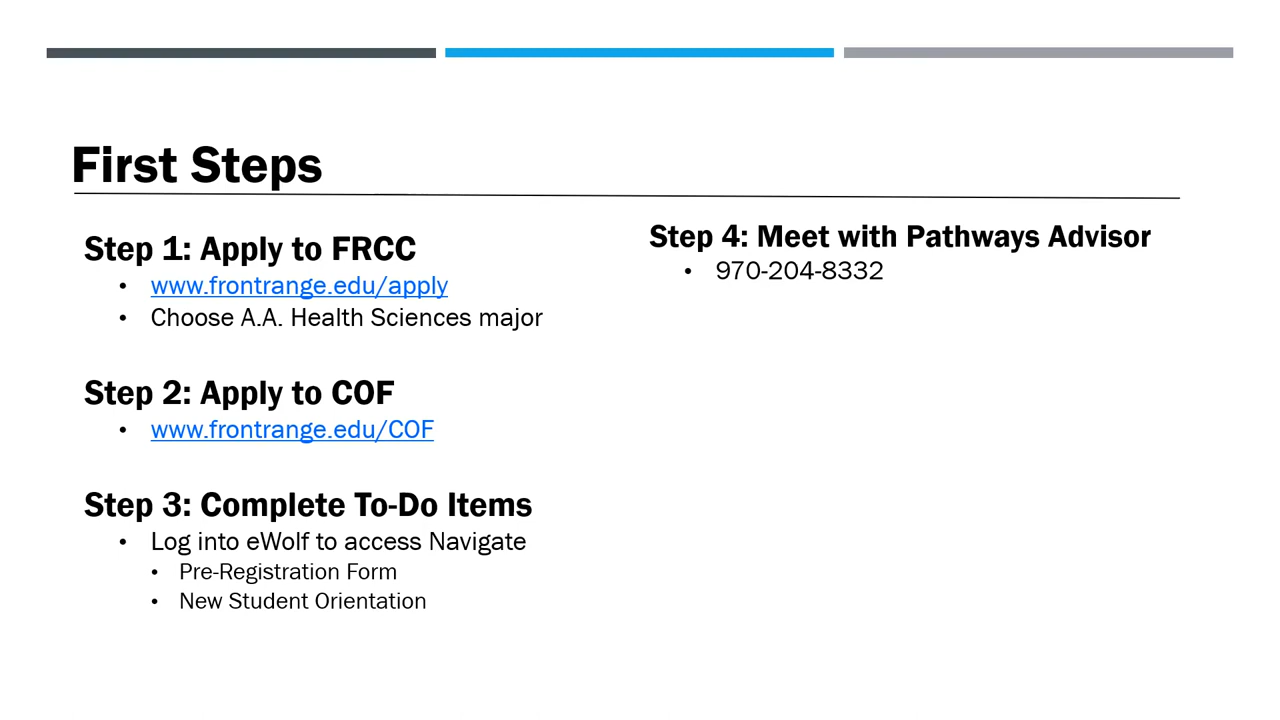 First Steps
Step 1: Apply to FRCC
• www.frontrange.edu/apply
• Choose A.A. Health Sciences major
Step 2: Apply to COF
• www.frontrange.edu/COF
Step 3: Complete To-Do Items
• Log into eWolf to access Navigate
• Pre-Registration Form
• New Student Orientation
Step 4: Meet with Pathways Advisor
• 970-204-8332